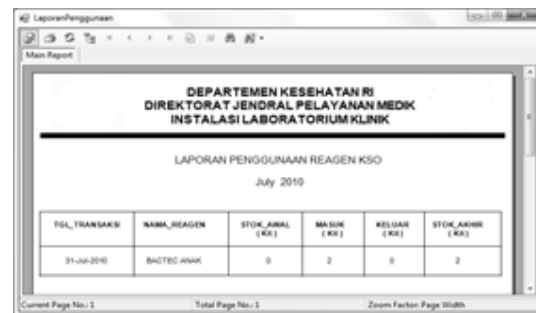 LaporanPenggunaan
Main Report
DEPARTEMEN KESEHATAN RI
DIREKTORAT JENDRAL PELAYANAN MEDIK
INSTALASI LABORATORIUM KLINIK
LAPORAN PENGGUNAAN REAGEN KSO
July 2010
TGL_TRANSAKSI NAMA_REAGEN STOK_AWAL (Kit) MASUK (Kit) KELUAR (Kit) STOK_AKHIR (Kit)
31-Jul-2010 BACTEC ANAK 0 2 0 2
Current Page No.: 1 Total Page No.: 1 Zoom Factor: Page Width